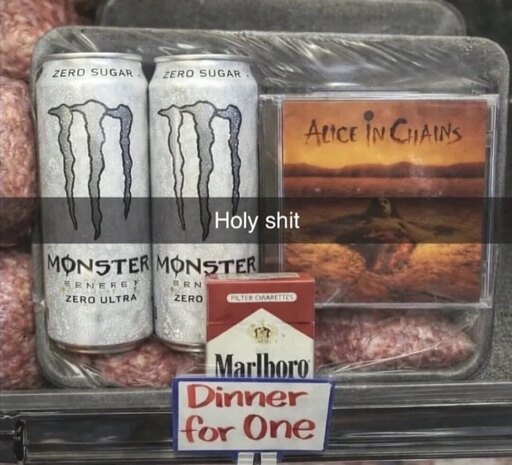 ZERO SUGAR
ZERO SUGAR
ALICE IN CHAINS
Holy shit
MONSTER
ENERGY
ZERO ULTRA
MONSTER
ZERO
FILTER CIGARETTES
Marlboro
Dinner
for One